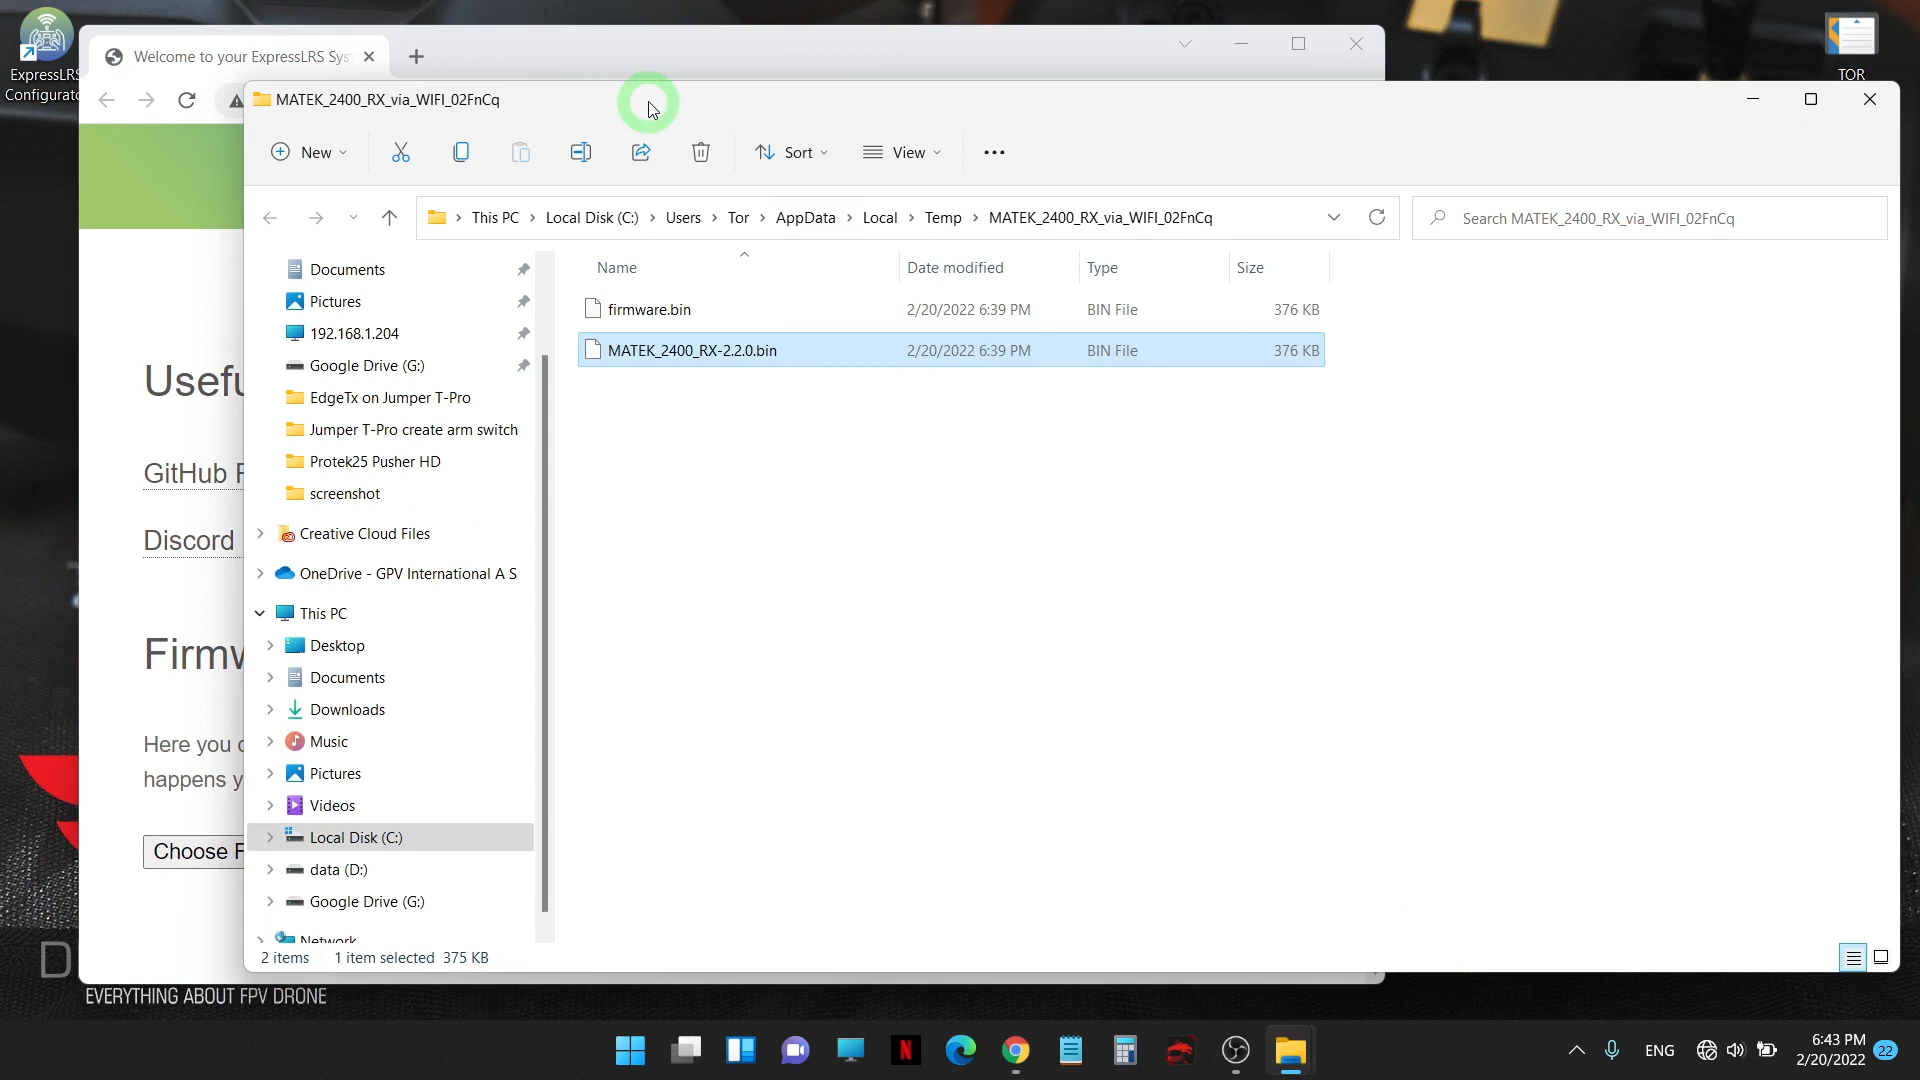 ExpressLRS
Configurato
TOR
Welcome to your ExpressLRS Sys
MATEK_2400_RX_via_WIFI_02FnCq
New
Sort
View
This PC > Local Disk (C:) > Users > Tor > AppData > Local > Temp > MATEK_2400_RX_via_WIFI_02FnCq
Search MATEK_2400_RX_via_WIFI_02FnCq
Name Date modified Type Size
firmware.bin 2/20/2022 6:39 PM BIN File 376 KB
MATEK_2400_RX-2.2.0.bin 2/20/2022 6:39 PM BIN File 376 KB
Documents
Pictures
192.168.1.204
Google Drive (G:)
EdgeTx on Jumper T-Pro
Jumper T-Pro create arm switch
Protek25 Pusher HD
screenshot
Creative Cloud Files
OneDrive - GPV International A S
This PC
Desktop
Documents
Downloads
Music
Pictures
Videos
Local Disk (C:)
data (D:)
Google Drive (G:)
Network
2 items 1 item selected 375 KB
Usefu
GitHub
Discord
Firmw
Here you
happens y
Choose F
D
EVERYTHING ABOUT FPV DRONE
N
ENG
6:43 PM
2/20/2022
22